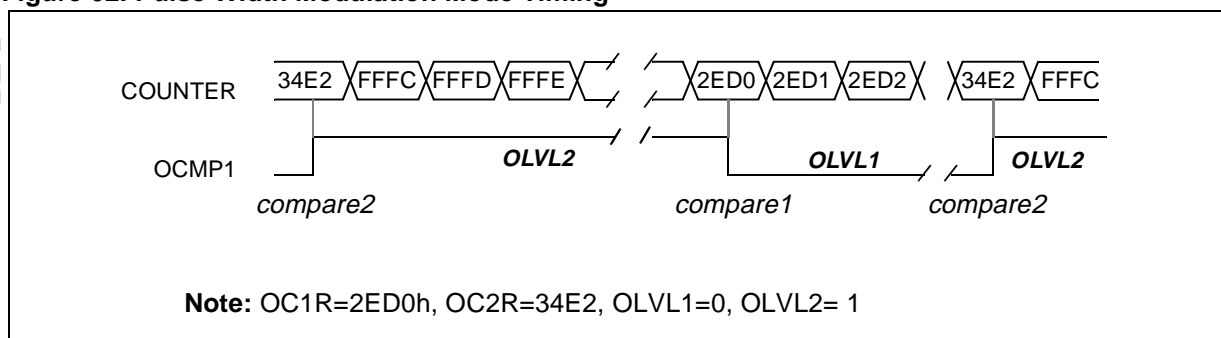 COUNTER 34E2 FFFC FFFD FFFE 2ED0 2ED1 2ED2 34E2 FFFC
OCMP1 OLVL2 OLVL1 OLVL2
compare2 compare1 compare2
Note: OC1R=2ED0h, OC2R=34E2, OLVL1=0, OLVL2= 1